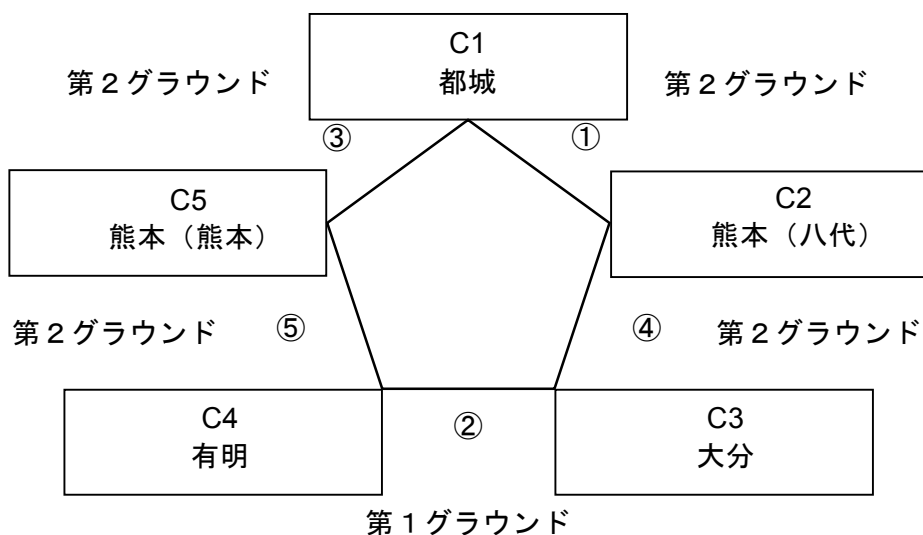 C1
都城
第２グラウンド
第２グラウンド
③
①
C5
熊本（熊本）
C2
熊本（八代）
第２グラウンド
⑤
④
第２グラウンド
C4
有明
②
C3
大分
第１グラウンド